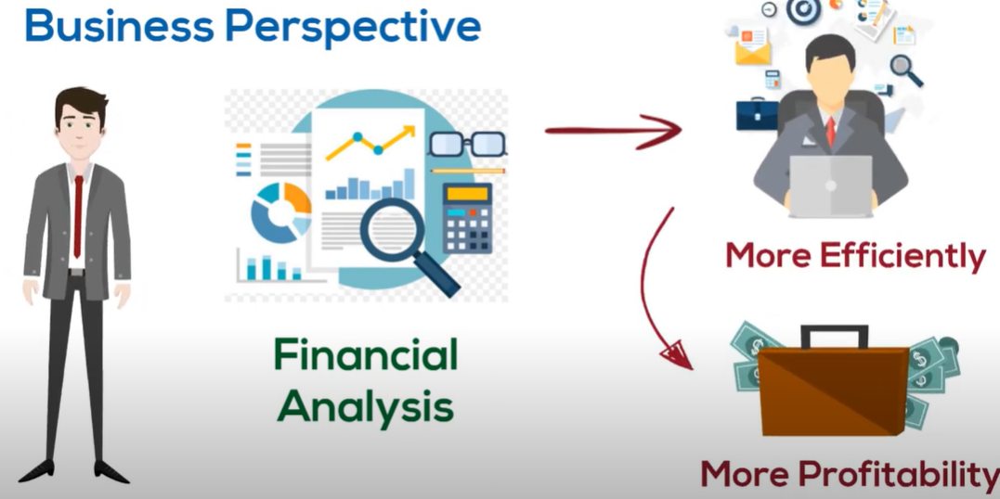 Business Perspective
Financial
Analysis
More Efficiently
More Profitability